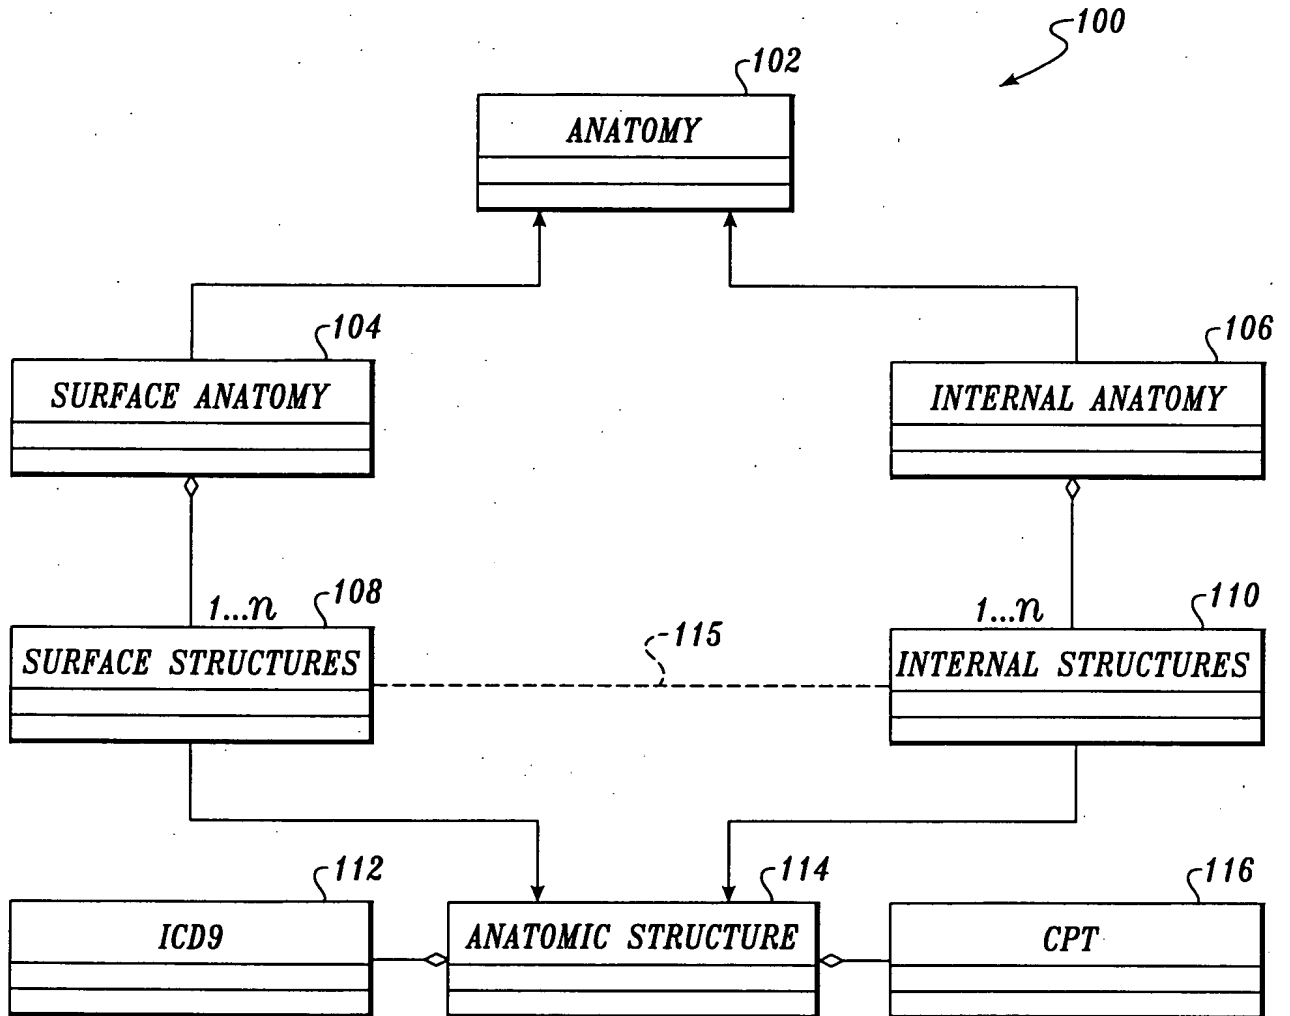 100
102
ANATOMY
104
SURFACE ANATOMY
106
INTERNAL ANATOMY
1...n
108
SURFACE STRUCTURES
115
1...n
110
INTERNAL STRUCTURES
112
ICD9
114
ANATOMIC STRUCTURE
116
CPT